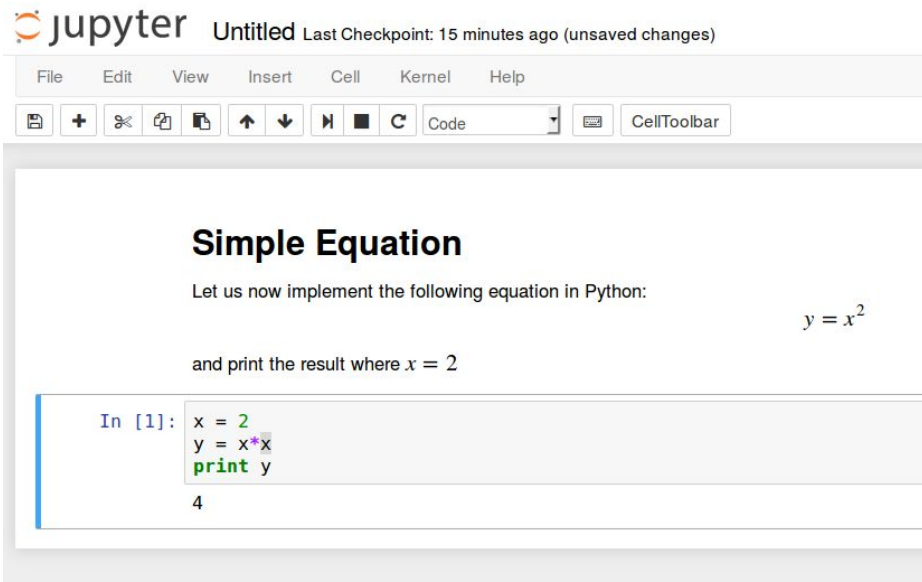 jupyter Untitled Last Checkpoint: 15 minutes ago (unsaved changes)
File Edit View Insert Cell Kernel Help
Code CellToolbar
Simple Equation
Let us now implement the following equation in Python:
y = x²
and print the result where x = 2
In [1]: x = 2
y = x*x
print y
4